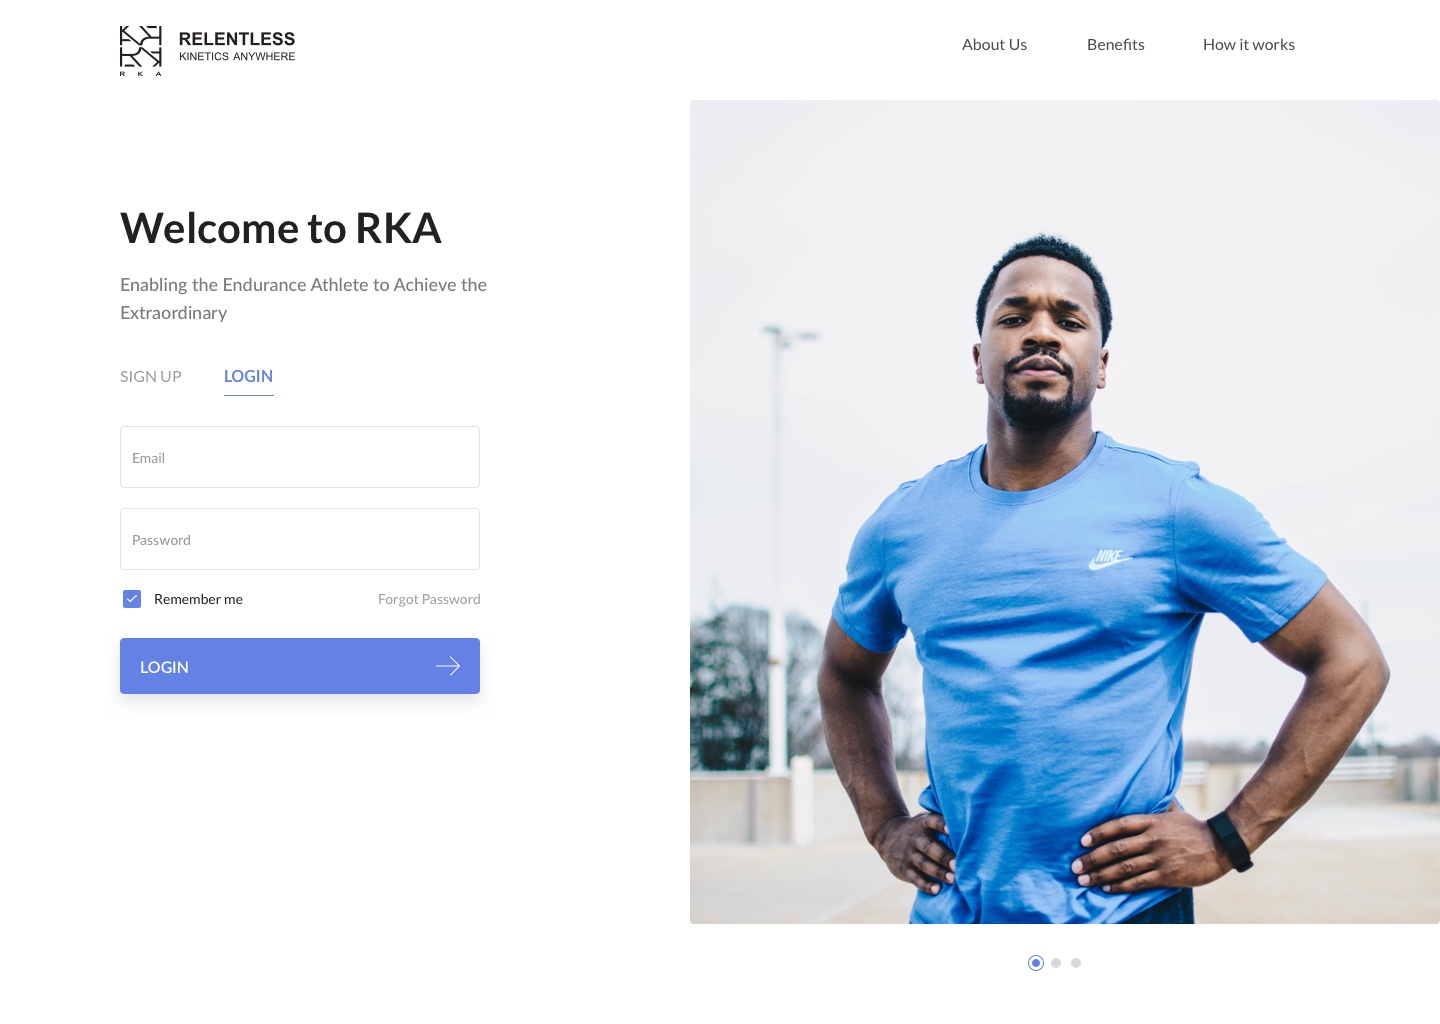 RELENTLESS
KINETICS ANYWHERE
R K A
About Us
Benefits
How it works
Welcome to RKA
Enabling the Endurance Athlete to Achieve the
Extraordinary
SIGN UP
LOGIN
Email
Password
Remember me
Forgot Password
LOGIN
NIKE